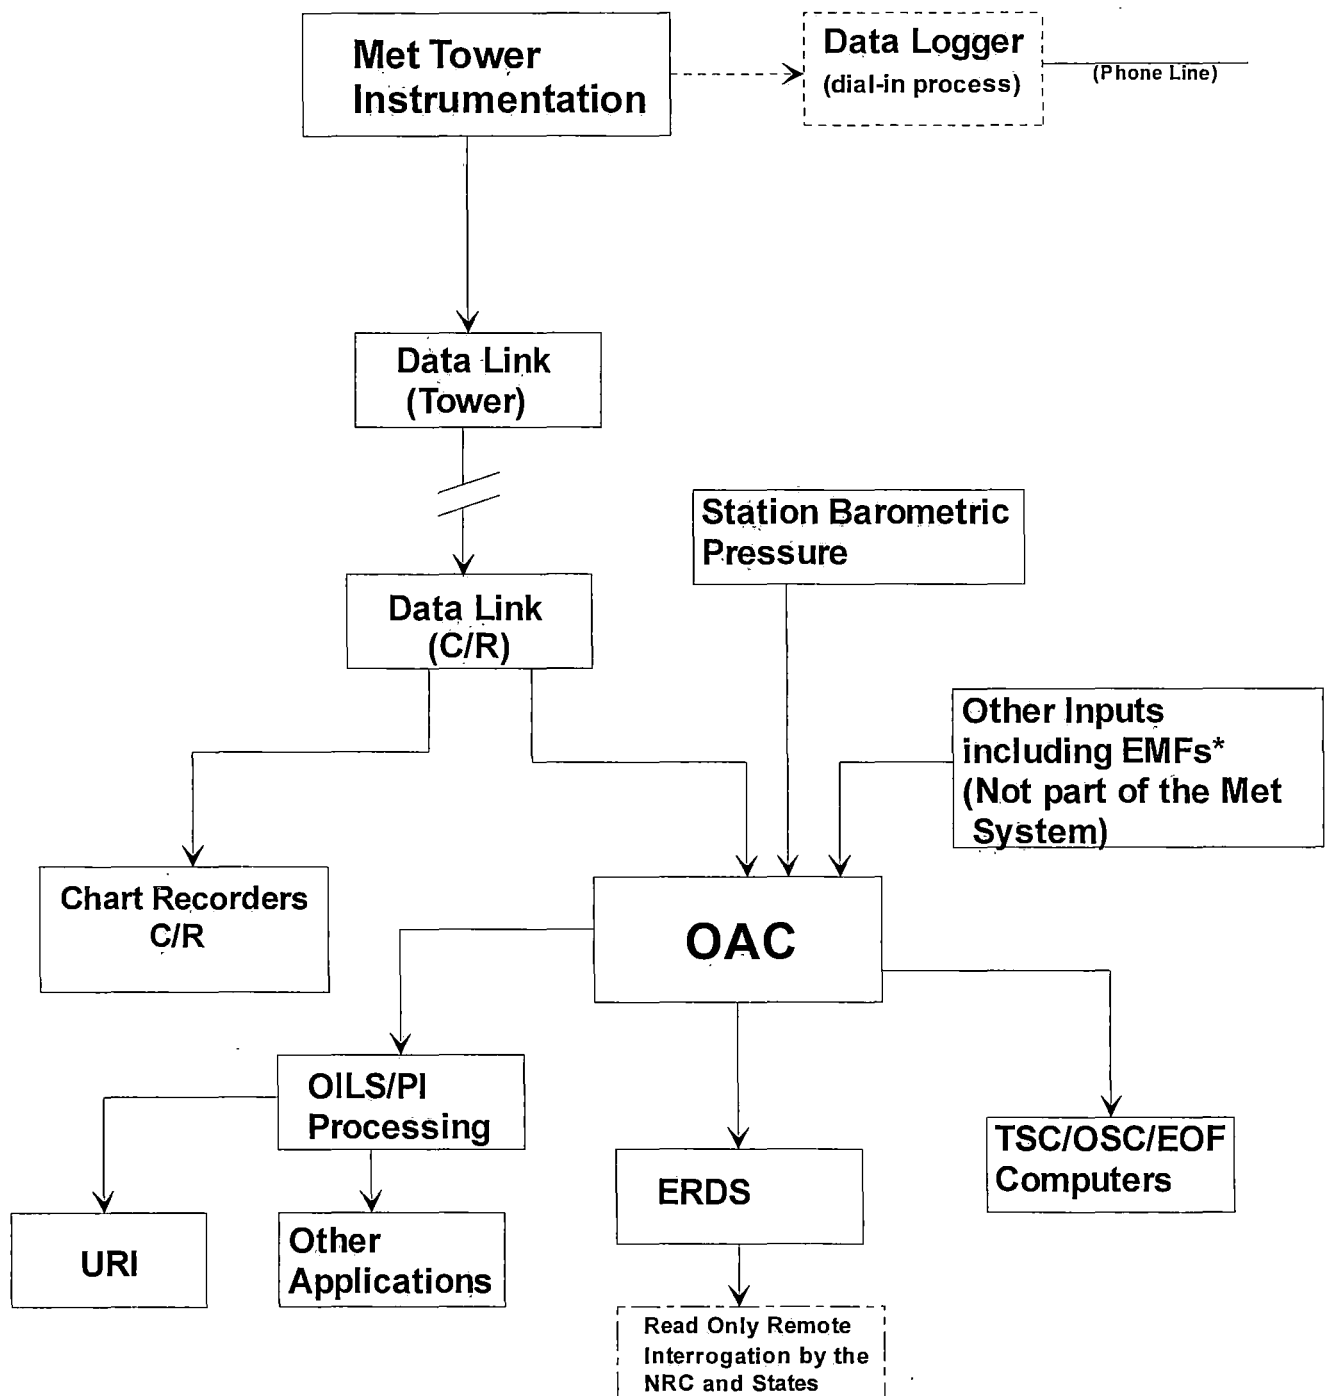 Met Tower
Instrumentation
Data Logger
(dial-in process)
(Phone Line)
Data Link
(Tower)
Station Barometric
Pressure
Data Link
(C/R)
Other Inputs
including EMFs*
(Not part of the Met
System)
Chart Recorders
C/R
OAC
OILS/PI
Processing
TSC/OSC/EOF
Computers
ERDS
URI
Other
Applications
Read Only Remote
Interrogation by the
NRC and States